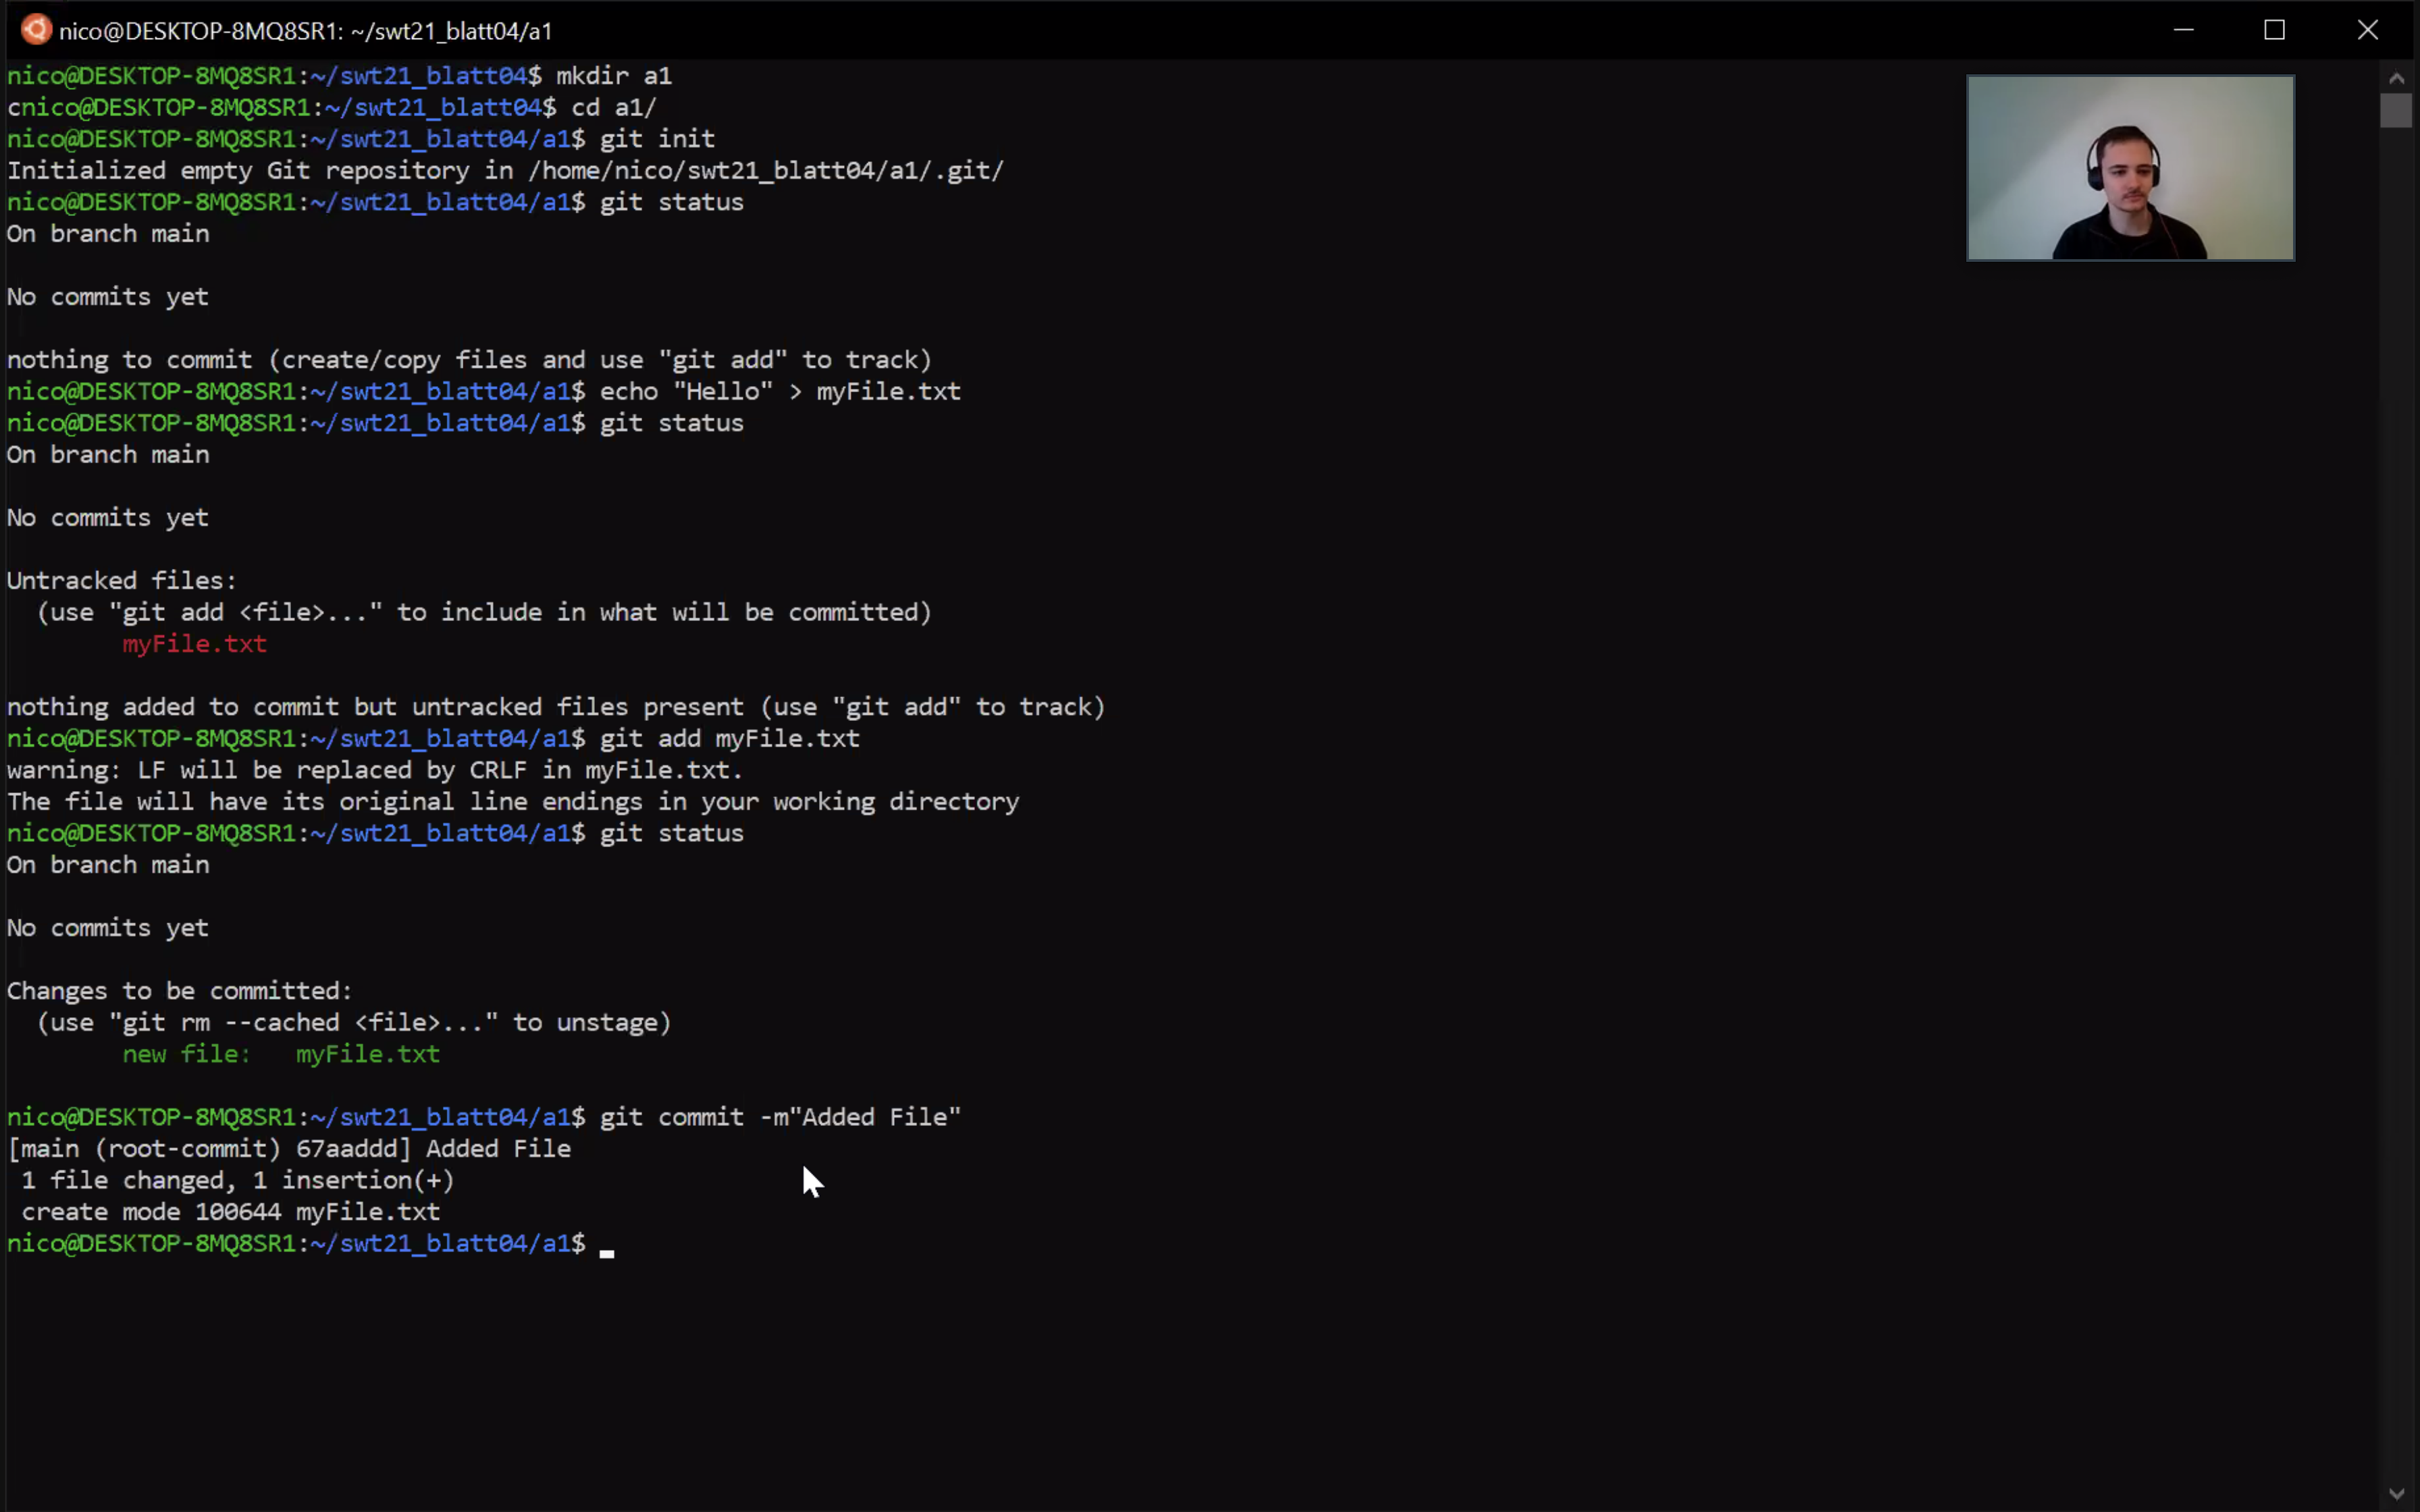 nico@DESKTOP-8MQ8SR1: ~/swt21_blatt04/a1
nico@DESKTOP-8MQ8SR1:~/swt21_blatt04$ mkdir a1
cnico@DESKTOP-8MQ8SR1:~/swt21_blatt04$ cd a1/
nico@DESKTOP-8MQ8SR1:~/swt21_blatt04/a1$ git init
Initialized empty Git repository in /home/nico/swt21_blatt04/a1/.git/
nico@DESKTOP-8MQ8SR1:~/swt21_blatt04/a1$ git status
On branch main
No commits yet
nothing to commit (create/copy files and use "git add" to track)
nico@DESKTOP-8MQ8SR1:~/swt21_blatt04/a1$ echo "Hello" > myFile.txt
nico@DESKTOP-8MQ8SR1:~/swt21_blatt04/a1$ git status
On branch main
No commits yet
Untracked files:
  (use "git add <file>..." to include in what will be committed)
        myFile.txt
nothing added to commit but untracked files present (use "git add" to track)
nico@DESKTOP-8MQ8SR1:~/swt21_blatt04/a1$ git add myFile.txt
warning: LF will be replaced by CRLF in myFile.txt.
The file will have its original line endings in your working directory
nico@DESKTOP-8MQ8SR1:~/swt21_blatt04/a1$ git status
On branch main
No commits yet
Changes to be committed:
  (use "git rm --cached <file>..." to unstage)
        new file:   myFile.txt
nico@DESKTOP-8MQ8SR1:~/swt21_blatt04/a1$ git commit -m"Added File"
[main (root-commit) 67aaddd] Added File
 1 file changed, 1 insertion(+)
 create mode 100644 myFile.txt
nico@DESKTOP-8MQ8SR1:~/swt21_blatt04/a1$